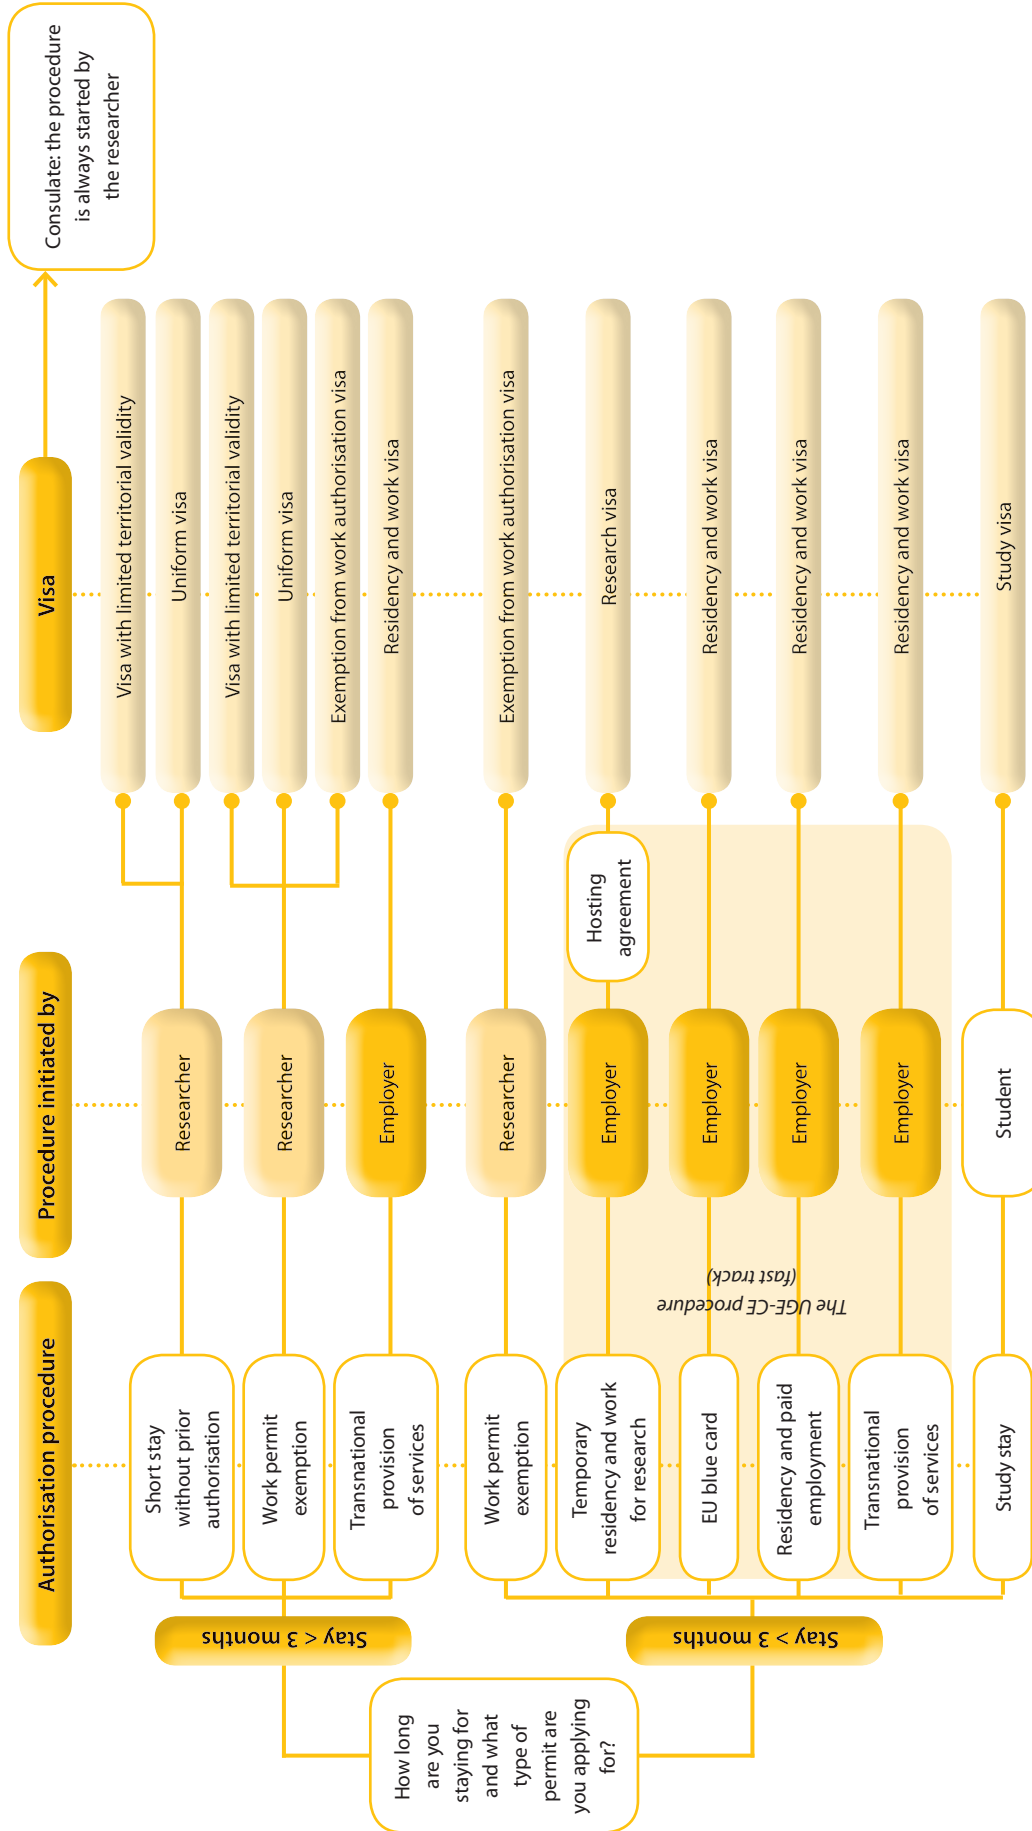 Authorisation procedure
Procedure initiated by
Visa
Consulate: the procedure
is always started by
the researcher
How long
are you
staying for
and what
type of
permit are
you applying
for?
Stay < 3 months
Short stay
without prior
authorisation
Researcher
Visa with limited territorial validity
Uniform visa
Work permit
exemption
Researcher
Visa with limited territorial validity
Uniform visa
Exemption from work authorisation visa
Transnational
provision
of services
Employer
Residency and work visa
Stay > 3 months
Work permit
exemption
Researcher
Exemption from work authorisation visa
Temporary
residency and work
for research
Employer
Hosting
agreement
Research visa
The UGE-CE procedure
(fast track)
EU blue card
Employer
Residency and work visa
Residency and paid
employment
Employer
Residency and work visa
Transnational
provision
of services
Employer
Residency and work visa
Study stay
Student
Study visa